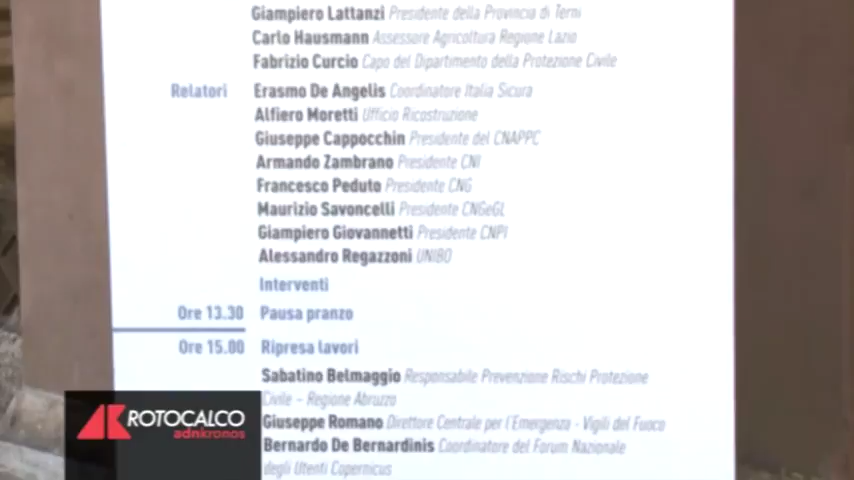 Giampiero Lattanzi Presidente della Provincia di Terni
Carlo Hausmann Assessore Agricoltura Regione Lazio
Fabrizio Curcio Capo del Dipartimento della Protezione Civile
Relatori Erasmo De Angelis Coordinatore Italia Sicura
Alfiero Moretti Ufficio Ricostruzione
Giuseppe Cappocchin Presidente del CNAPPC
Armando Zambrano Presidente CNI
Francesco Peduto Presidente CNG
Maurizio Savoncelli Presidente CNGeGL
Giampiero Giovannetti Presidente CNPI
Alessandro Regazzoni UNIBO
Interventi
Ore 13.30 Pausa pranzo
Ore 15.00 Ripresa lavori
Sabatino Belmaggio Responsabile Prevenzione Rischi Protezione
Civile – Regione Abruzzo
Giuseppe Romano Direttore Centrale per l'Emergenza - Vigili del Fuoco
Bernardo De Bernardinis Coordinatore del Forum Nazionale
degli Utenti Copernicus
ROTOCALCO
adnkronos